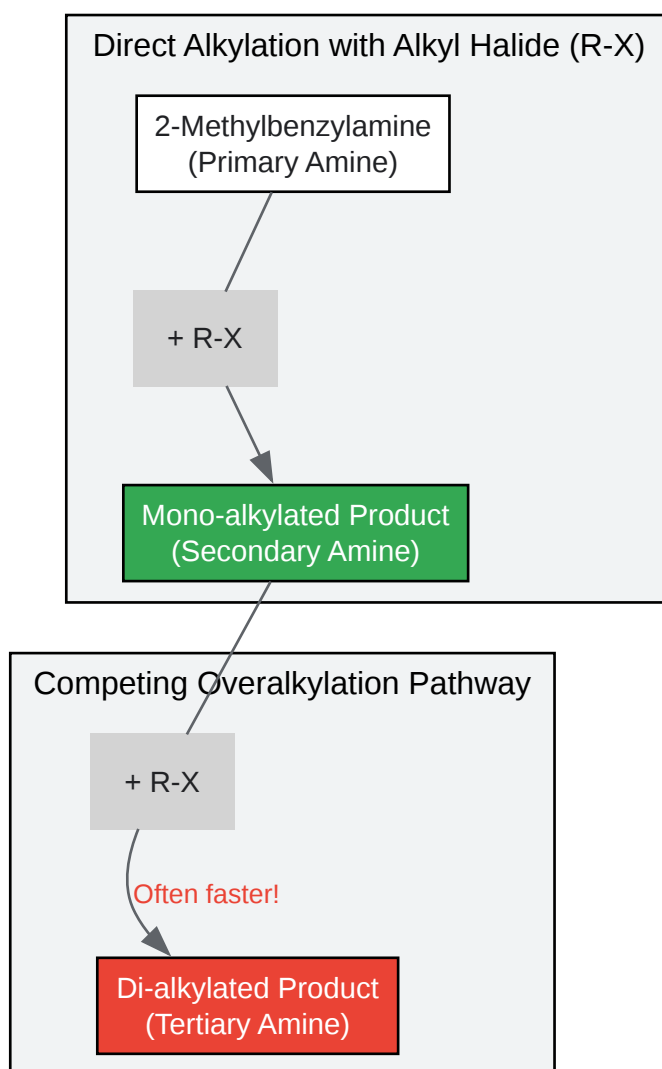 Direct Alkylation with Alkyl Halide (R-X)
2-Methylbenzylamine
(Primary Amine)
+ R-X
Mono-alkylated Product
(Secondary Amine)
Competing Overalkylation Pathway
+ R-X
Often faster!
Di-alkylated Product
(Tertiary Amine)